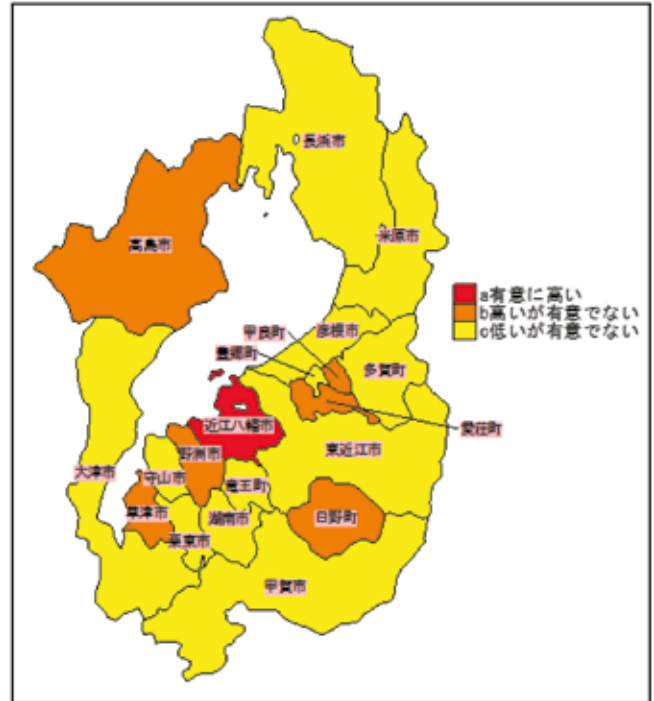 長浜市
米原市
高島市
a有意に高い
b高いが有意でない
c低いが有意でない
甲良町
彦根市
豊郷町
多賀町
近江八幡市
愛荘町
野洲市
東近江市
大津市
守山市
竜王町
草津市
湖南市
日野町
栗東市
甲賀市